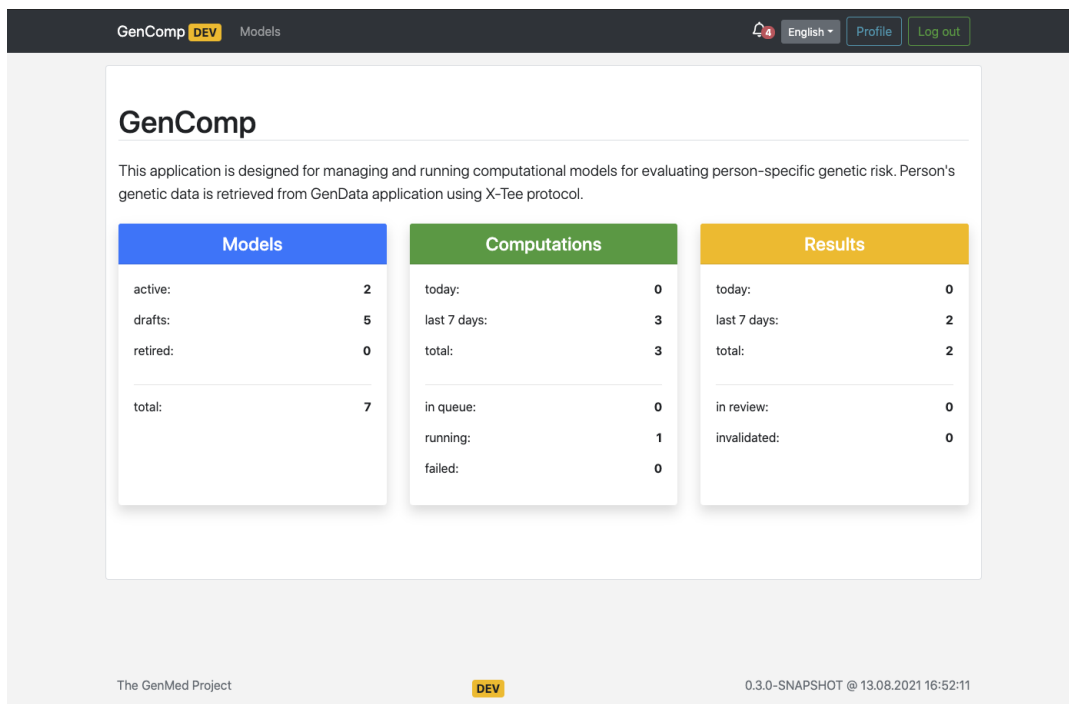 GenComp DEV Models 4 English Profile Log out
GenComp
This application is designed for managing and running computational models for evaluating person-specific genetic risk. Person's
genetic data is retrieved from GenData application using X-Tee protocol.
Models
active: 2
drafts: 5
retired: 0
total: 7
Computations
today: 0
last 7 days: 3
total: 3
in queue: 0
running: 1
failed: 0
Results
today: 0
last 7 days: 2
total: 2
in review: 0
invalidated: 0
The GenMed Project DEV 0.3.0-SNAPSHOT @ 13.08.2021 16:52:11